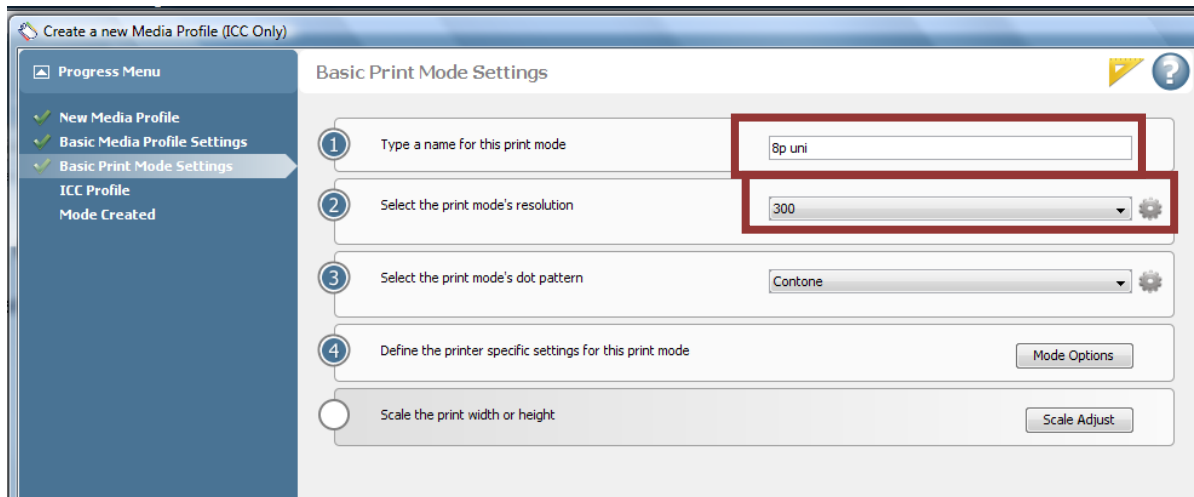 Create a new Media Profile (ICC Only)
Progress Menu
New Media Profile
Basic Media Profile Settings
Basic Print Mode Settings
ICC Profile
Mode Created
Basic Print Mode Settings
?
1 Type a name for this print mode 8p uni
2 Select the print mode's resolution 300
3 Select the print mode's dot pattern Contone
4 Define the printer specific settings for this print mode Mode Options
Scale the print width or height Scale Adjust